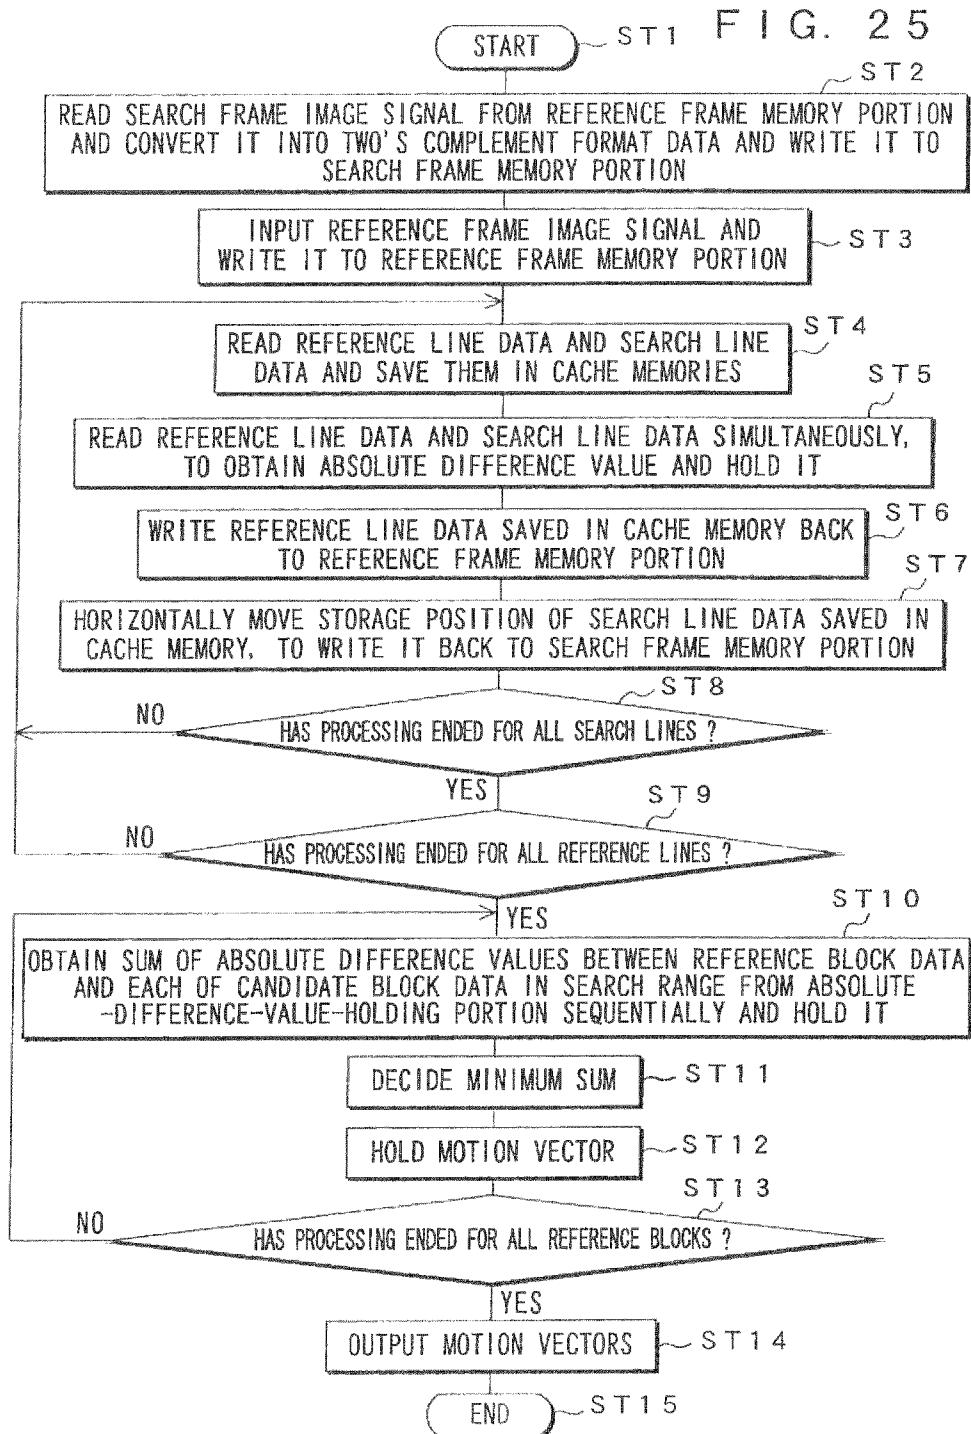 FIG. 25
START
ST1
ST2
READ SEARCH FRAME IMAGE SIGNAL FROM REFERENCE FRAME MEMORY PORTION
AND CONVERT IT INTO TWO'S COMPLEMENT FORMAT DATA AND WRITE IT TO
SEARCH FRAME MEMORY PORTION
INPUT REFERENCE FRAME IMAGE SIGNAL AND
WRITE IT TO REFERENCE FRAME MEMORY PORTION
ST3
ST4
READ REFERENCE LINE DATA AND SEARCH LINE
DATA AND SAVE THEM IN CACHE MEMORIES
ST5
READ REFERENCE LINE DATA AND SEARCH LINE DATA SIMULTANEOUSLY,
TO OBTAIN ABSOLUTE DIFFERENCE VALUE AND HOLD IT
ST6
WRITE REFERENCE LINE DATA SAVED IN CACHE MEMORY BACK
TO REFERENCE FRAME MEMORY PORTION
ST7
HORIZONTALLY MOVE STORAGE POSITION OF SEARCH LINE DATA SAVED IN
CACHE MEMORY, TO WRITE IT BACK TO SEARCH FRAME MEMORY PORTION
ST8
NO
HAS PROCESSING ENDED FOR ALL SEARCH LINES ?
YES
ST9
NO
HAS PROCESSING ENDED FOR ALL REFERENCE LINES ?
YES
ST10
OBTAIN SUM OF ABSOLUTE DIFFERENCE VALUES BETWEEN REFERENCE BLOCK DATA
AND EACH OF CANDIDATE BLOCK DATA IN SEARCH RANGE FROM ABSOLUTE
-DIFFERENCE-VALUE-HOLDING PORTION SEQUENTIALLY AND HOLD IT
DECIDE MINIMUM SUM
ST11
HOLD MOTION VECTOR
ST12
ST13
NO
HAS PROCESSING ENDED FOR ALL REFERENCE BLOCKS ?
YES
OUTPUT MOTION VECTORS
ST14
END
ST15